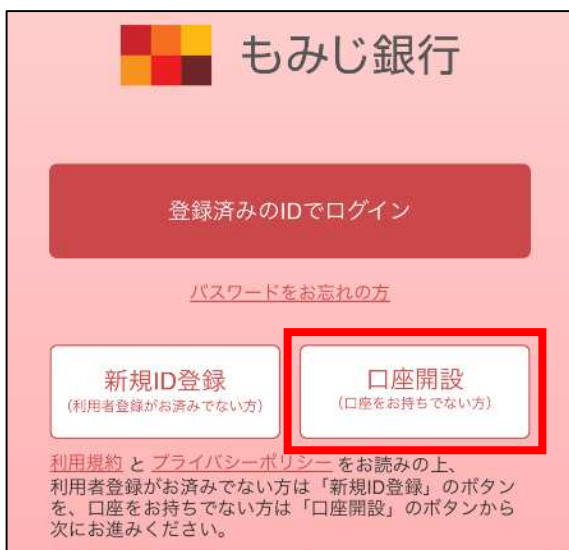 もみじ銀行
登録済みのIDでログイン
パスワードをお忘れの方
新規ID登録
(利用者登録がお済みでない方)
口座開設
(口座をお持ちでない方)
利用規約 と プライバシーポリシー をお読みの上、
利用者登録がお済みでない方は「新規ID登録」のボタン
を、口座をお持ちでない方は「口座開設」のボタンから
次にお進みください。